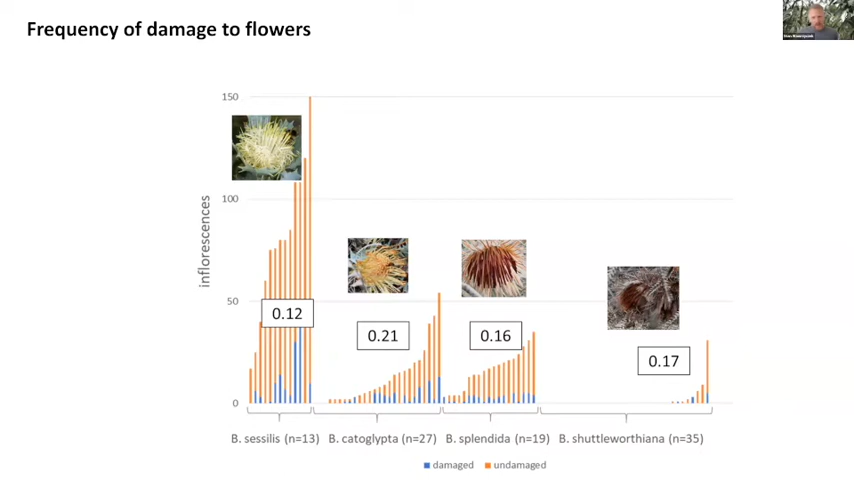 Frequency of damage to flowers
150
100
50
0
inflorescences
0.12
0.21
0.16
0.17
B. sessilis (n=13)
B. catoglypta (n=27)
B. splendida (n=19)
B. shuttleworthiana (n=35)
damaged
undamaged